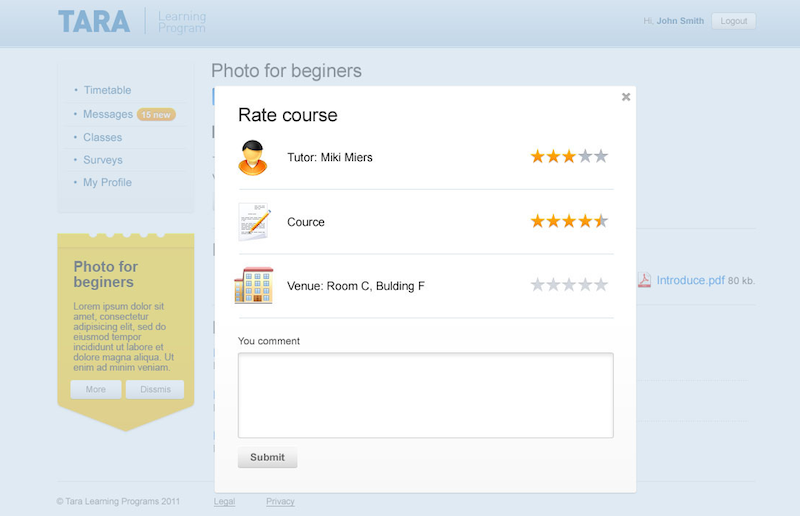 TARA
Learning
Program
Hi, John Smith
Logout
Timetable
Messages 15 new
Classes
Surveys
My Profile
Photo for
beginers
Lorem ipsum dolor sit
amet, consectetur
adipisicing elit, sed do
eiusmod tempor
incididunt ut labore et
dolore magna aliqua. Ut
enim ad minim veniam.
More
Dissmis
Photo for beginers
Rate course
Tutor: Miki Miers
Cource
Venue: Room C, Bulding F
You comment
Submit
Introduce.pdf 80 kb.
© Tara Learning Programs 2011
Legal
Privacy